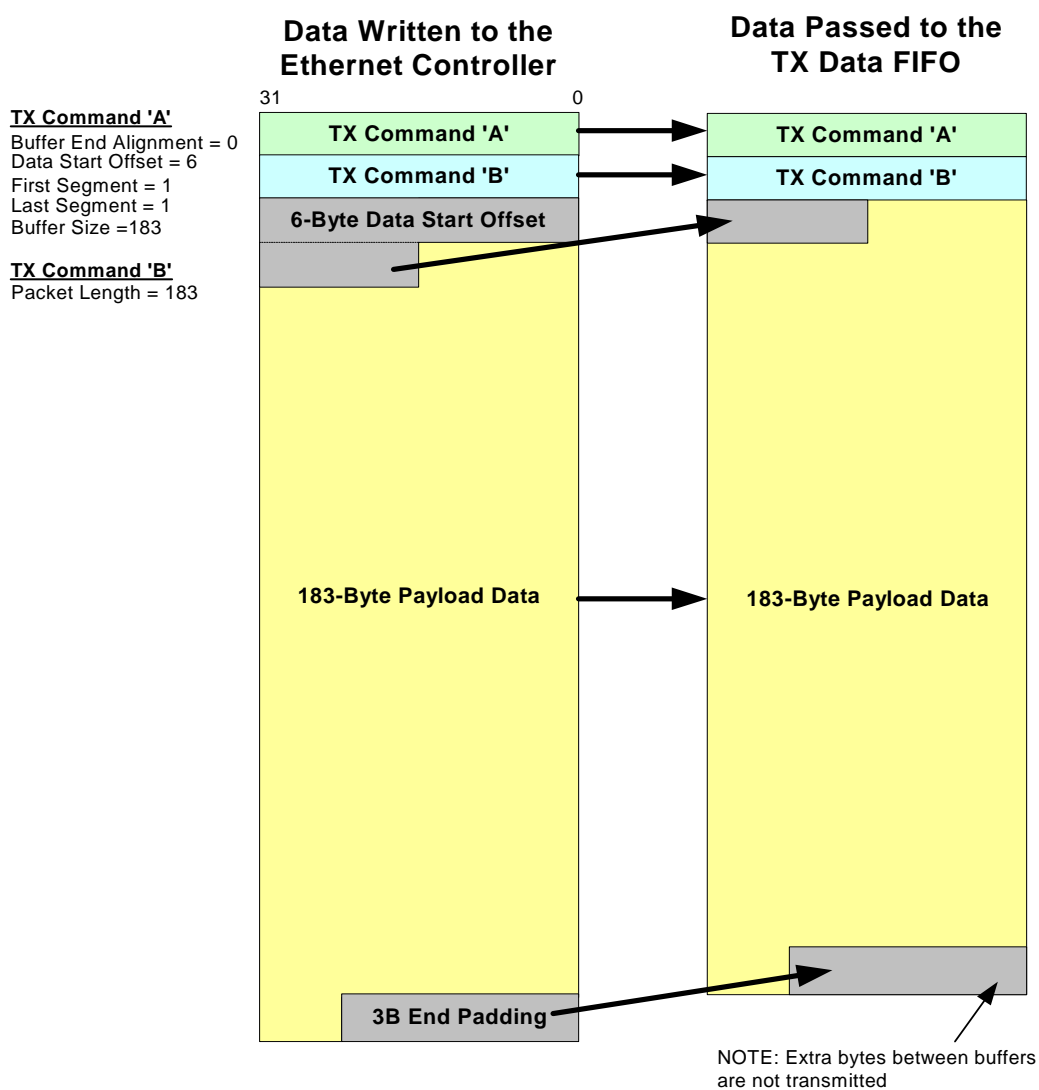 Data Written to the
Ethernet Controller
Data Passed to the
TX Data FIFO
31
0
TX Command 'A'
Buffer End Alignment = 0
Data Start Offset = 6
First Segment = 1
Last Segment = 1
Buffer Size =183
TX Command 'B'
Packet Length = 183
TX Command 'A'
TX Command 'B'
6-Byte Data Start Offset
183-Byte Payload Data
3B End Padding
TX Command 'A'
TX Command 'B'
183-Byte Payload Data
NOTE: Extra bytes between buffers
are not transmitted